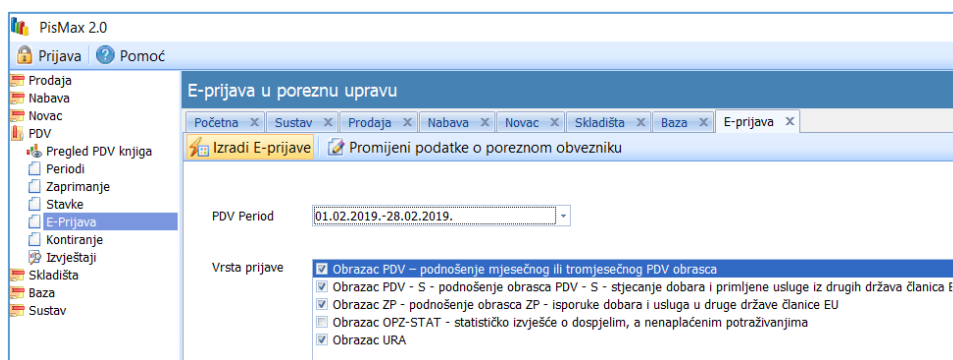 PisMax 2.0
Prijava Pomoć
Prodaja
Nabava
Novac
PDV
Pregled PDV knjiga
Periodi
Zaprimanje
Stavke
E-Prijava
Kontiranje
Izvještaji
Skladišta
Baza
Sustav
E-prijava u poreznu upravu
Početna X Sustav X Prodaja X Nabava X Novac X Skladišta X Baza X E-prijava X
Izradi E-prijave Promijeni podatke o poreznom obvezniku
PDV Period 01.02.2019.-28.02.2019.
Vrsta prijave Obrazac PDV – podnošenje mjesečnog ili tromjesečnog PDV obrasca
Obrazac PDV - S - podnošenje obrasca PDV - S - stjecanje dobara i primljene usluge iz drugih država članica
Obrazac ZP - podnošenje obrasca ZP - isporuke dobara i usluga u druge države članice EU
Obrazac OPZ-STAT - statističko izvješće o dospjelim, a nenaplaćenim potraživanjima
Obrazac URA